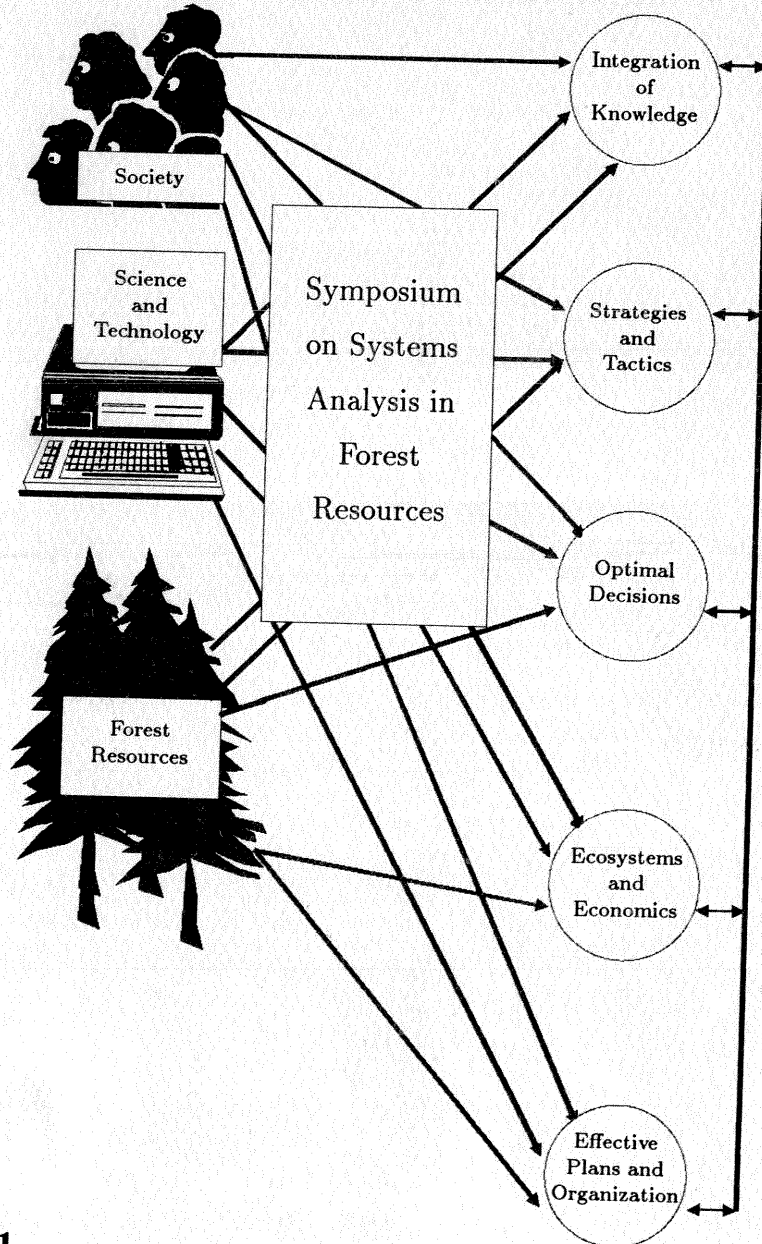 Society
Science
and
Technology
Forest
Resources
Symposium
on Systems
Analysis in
Forest
Resources
Integration
of
Knowledge
Strategies
and
Tactics
Optimal
Decisions
Ecosystems
and
Economics
Effective
Plans and
Organization